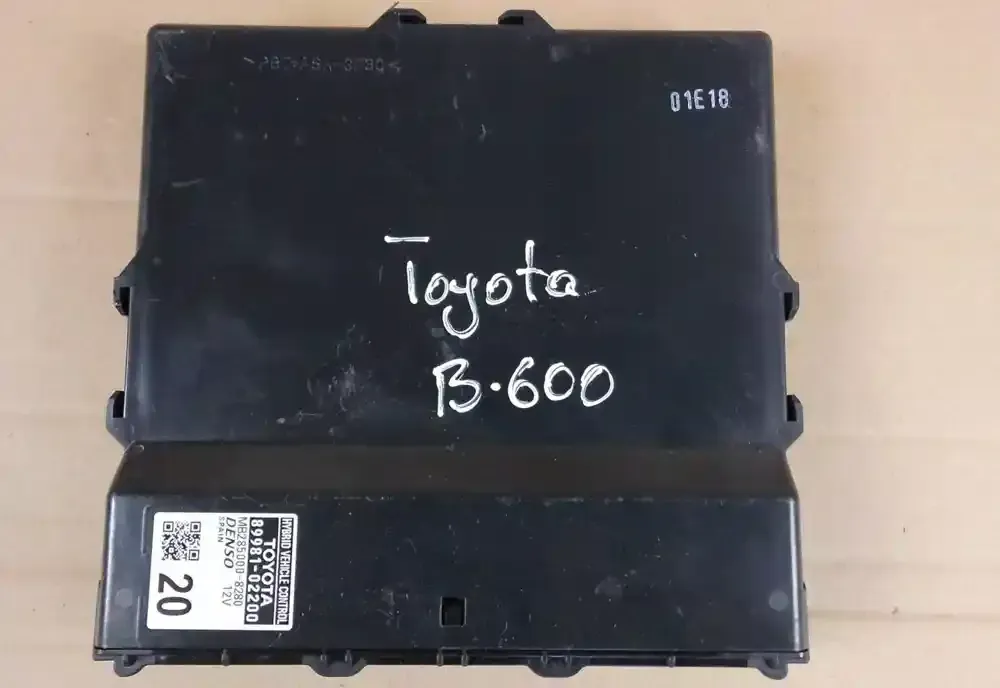 01E18
Toyota
B.600
HYBRID VEHICLE CONTROL
TOYOTA
89981-02200
MB285000-8280 12V
DENSO
SPAIN
20